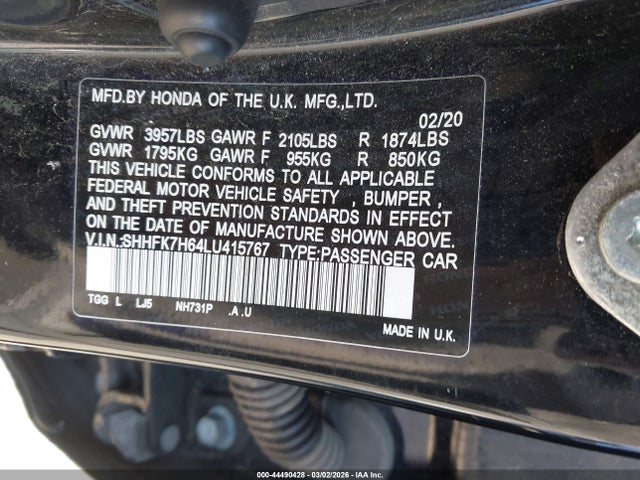 MFD.BY HONDA OF THE U.K. MFG.,LTD.
02/20
GVWR 3957LBS GAWR F 2105LBS R 1874LBS
GVWR 1795KG GAWR F 955KG R 850KG
THIS VEHICLE CONFORMS TO ALL APPLICABLE
FEDERAL MOTOR VEHICLE SAFETY , BUMPER ,
AND THEFT PREVENTION STANDARDS IN EFFECT
ON THE DATE OF MANUFACTURE SHOWN ABOVE.
V.I.N.:SHHFK7H64LU415767 TYPE:PASSENGER CAR
TGG L LJ5 NH731P .A .U
MADE IN U.K.
000-44490428 - 03/02/2026 - IAA Corp.